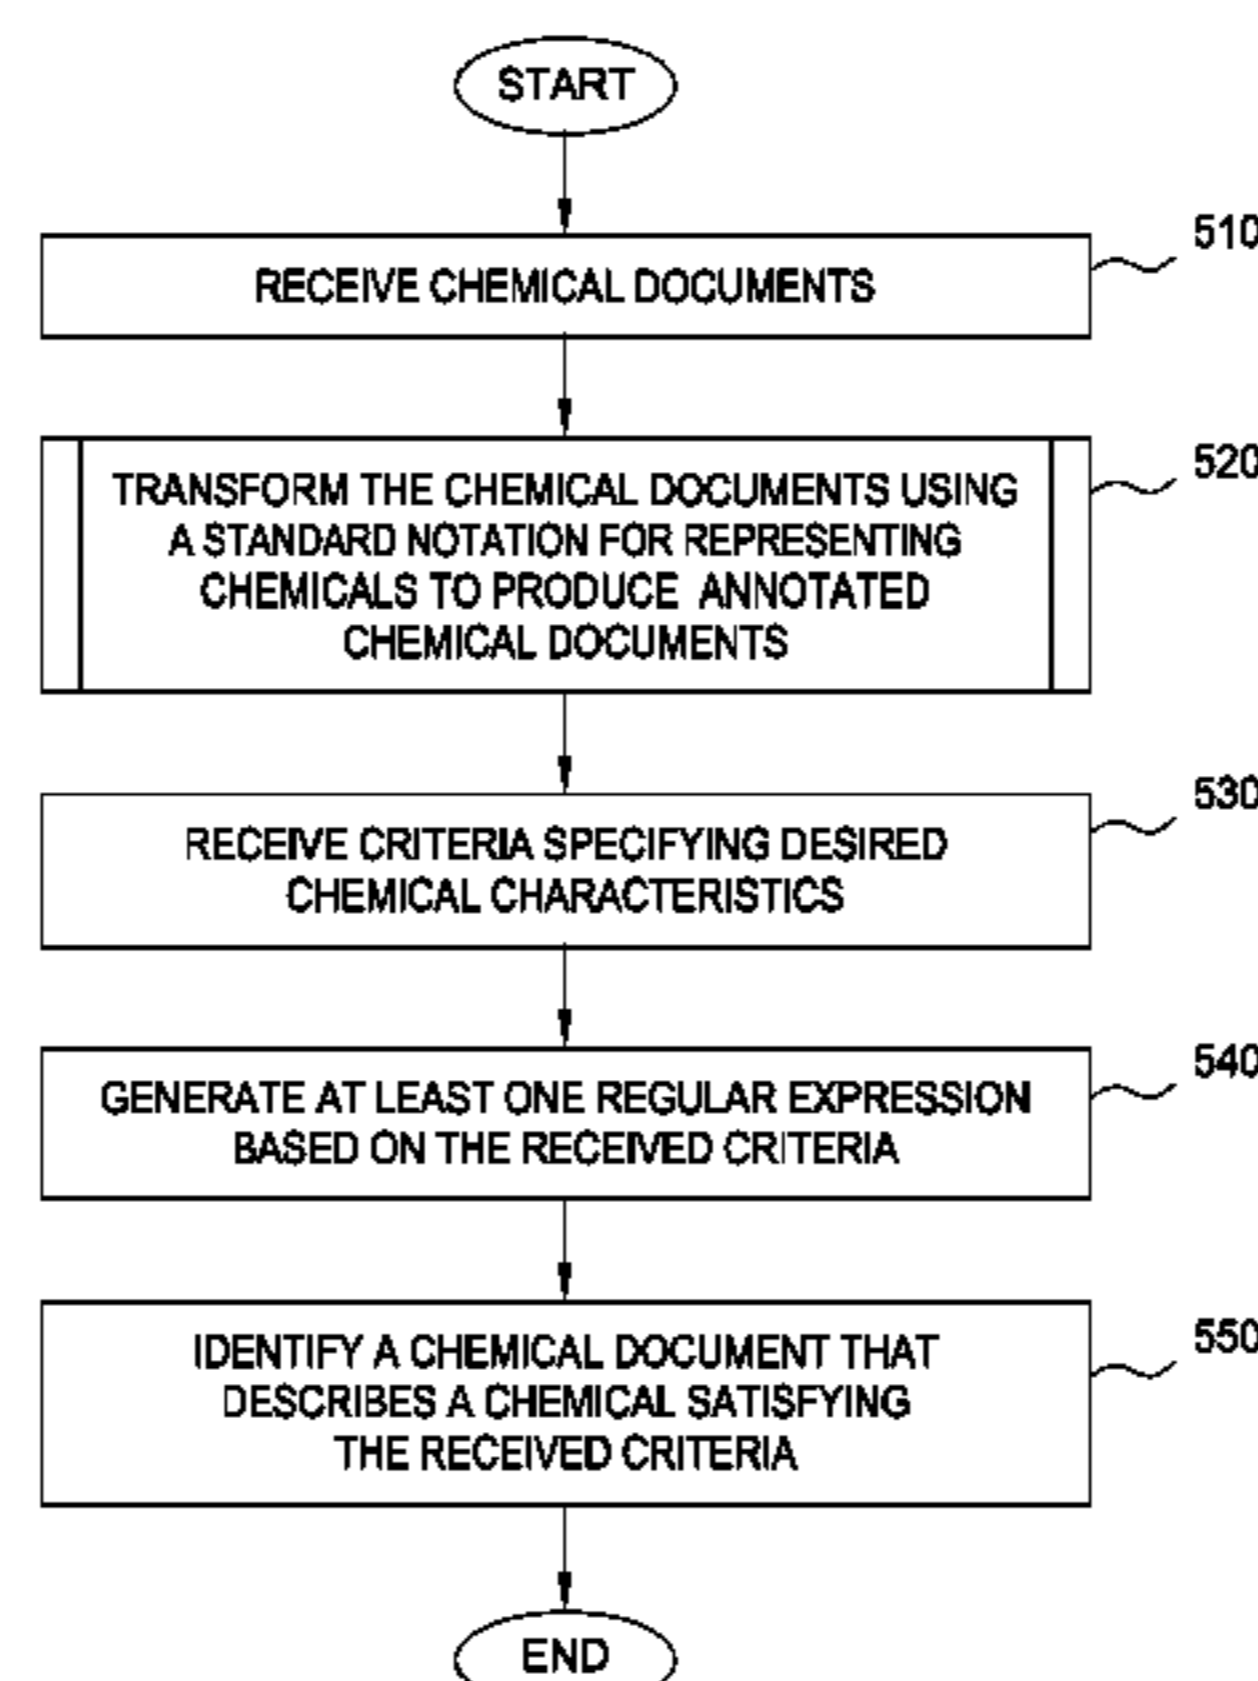 START
510
RECEIVE CHEMICAL DOCUMENTS
520
TRANSFORM THE CHEMICAL DOCUMENTS USING
A STANDARD NOTATION FOR REPRESENTING
CHEMICALS TO PRODUCE ANNOTATED
CHEMICAL DOCUMENTS
530
RECEIVE CRITERIA SPECIFYING DESIRED
CHEMICAL CHARACTERISTICS
540
GENERATE AT LEAST ONE REGULAR EXPRESSION
BASED ON THE RECEIVED CRITERIA
550
IDENTIFY A CHEMICAL DOCUMENT THAT
DESCRIBES A CHEMICAL SATISFYING
THE RECEIVED CRITERIA
END